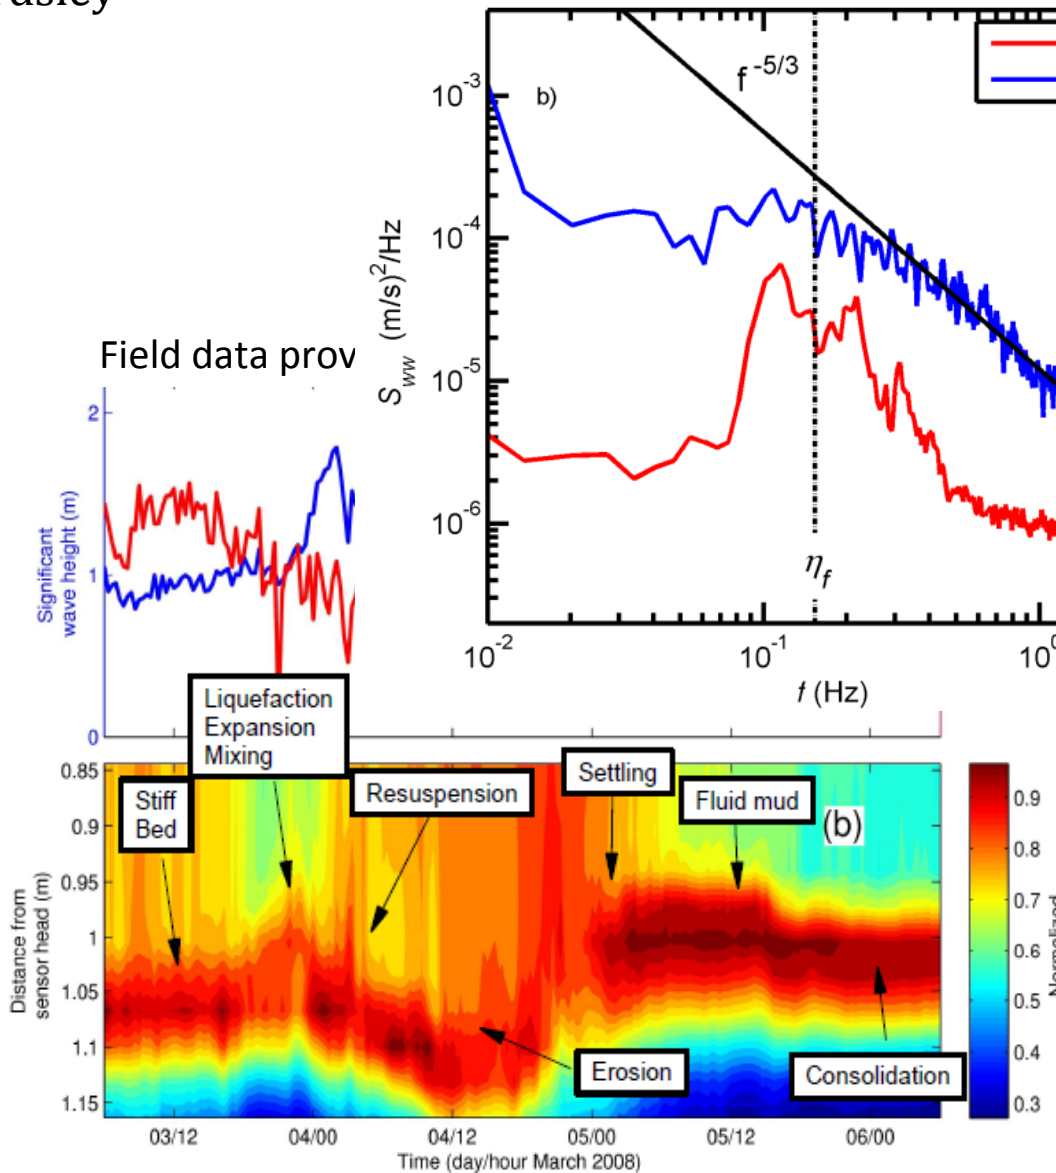 b)
f -5/3
10-3
10-4
10-5
10-6
Sww (m/s)2/Hz
ηf
10-2
10-1
f (Hz)
Field data prov
2
1
0
Significant
wave height (m)
Liquefaction
Expansion
Mixing
Stiff
Bed
Resuspension
Settling
Fluid mud
(b)
Erosion
Consolidation
0.85
0.9
0.95
1
1.05
1.1
1.15
Distance from
sensor head (m)
03/12
04/00
04/12
05/00
05/12
06/00
Time (day/hour March 2008)
0.9
0.8
0.7
0.6
0.5
0.4
0.3
Normalized